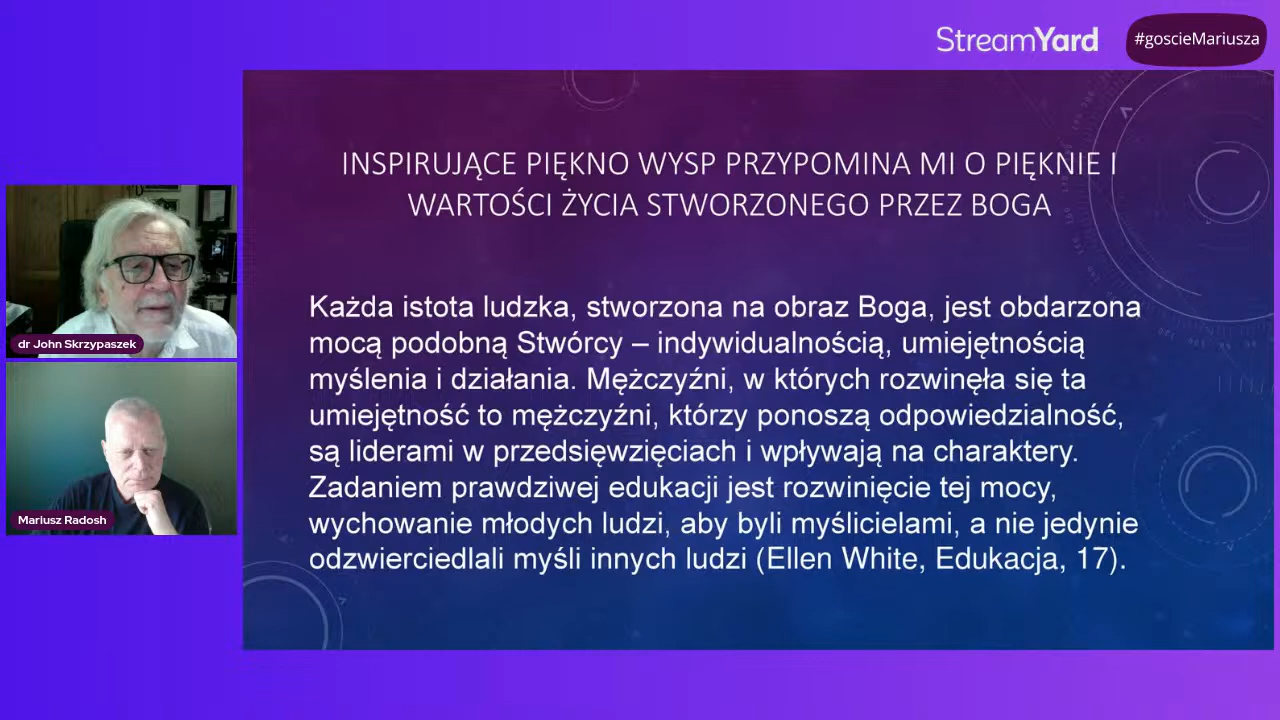 StreamYard
#goscieMariusza
INSPIRUJĄCE PIĘKNO WYSP PRZYPOMINA MI O PIĘKNIE I
WARTOŚCI ŻYCIA STWORZONEGO PRZEZ BOGA
Każda istota ludzka, stworzona na obraz Boga, jest obdarzona
mocą podobną Stwórcy – indywidualnością, umiejętnością
myślenia i działania. Mężczyźni, w których rozwinęła się ta
umiejętność to mężczyźni, którzy ponoszą odpowiedzialność,
są liderami w przedsięwzięciach i wpływają na charaktery.
Zadaniem prawdziwej edukacji jest rozwinięcie tej mocy,
wychowanie młodych ludzi, aby byli myślicielami, a nie jedynie
odzwierciedlali myśli innych ludzi (Ellen White, Edukacja, 17).
dr John Skrzypaszek
Mariusz Radosh